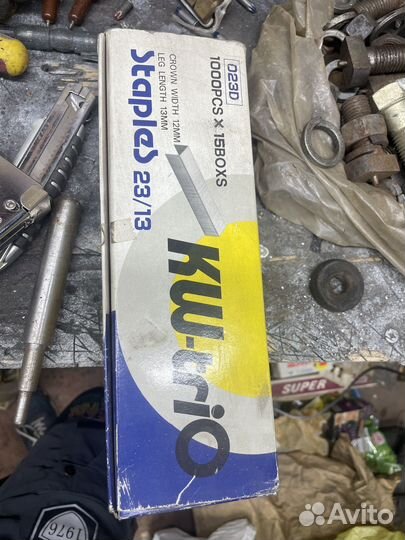 023D
1000PCS × 15BOXS
CROWN WIDTH 12MM
LEG LENGTH 13MM
Staples 23/13
KW-triO
SUPER
1976
Avito